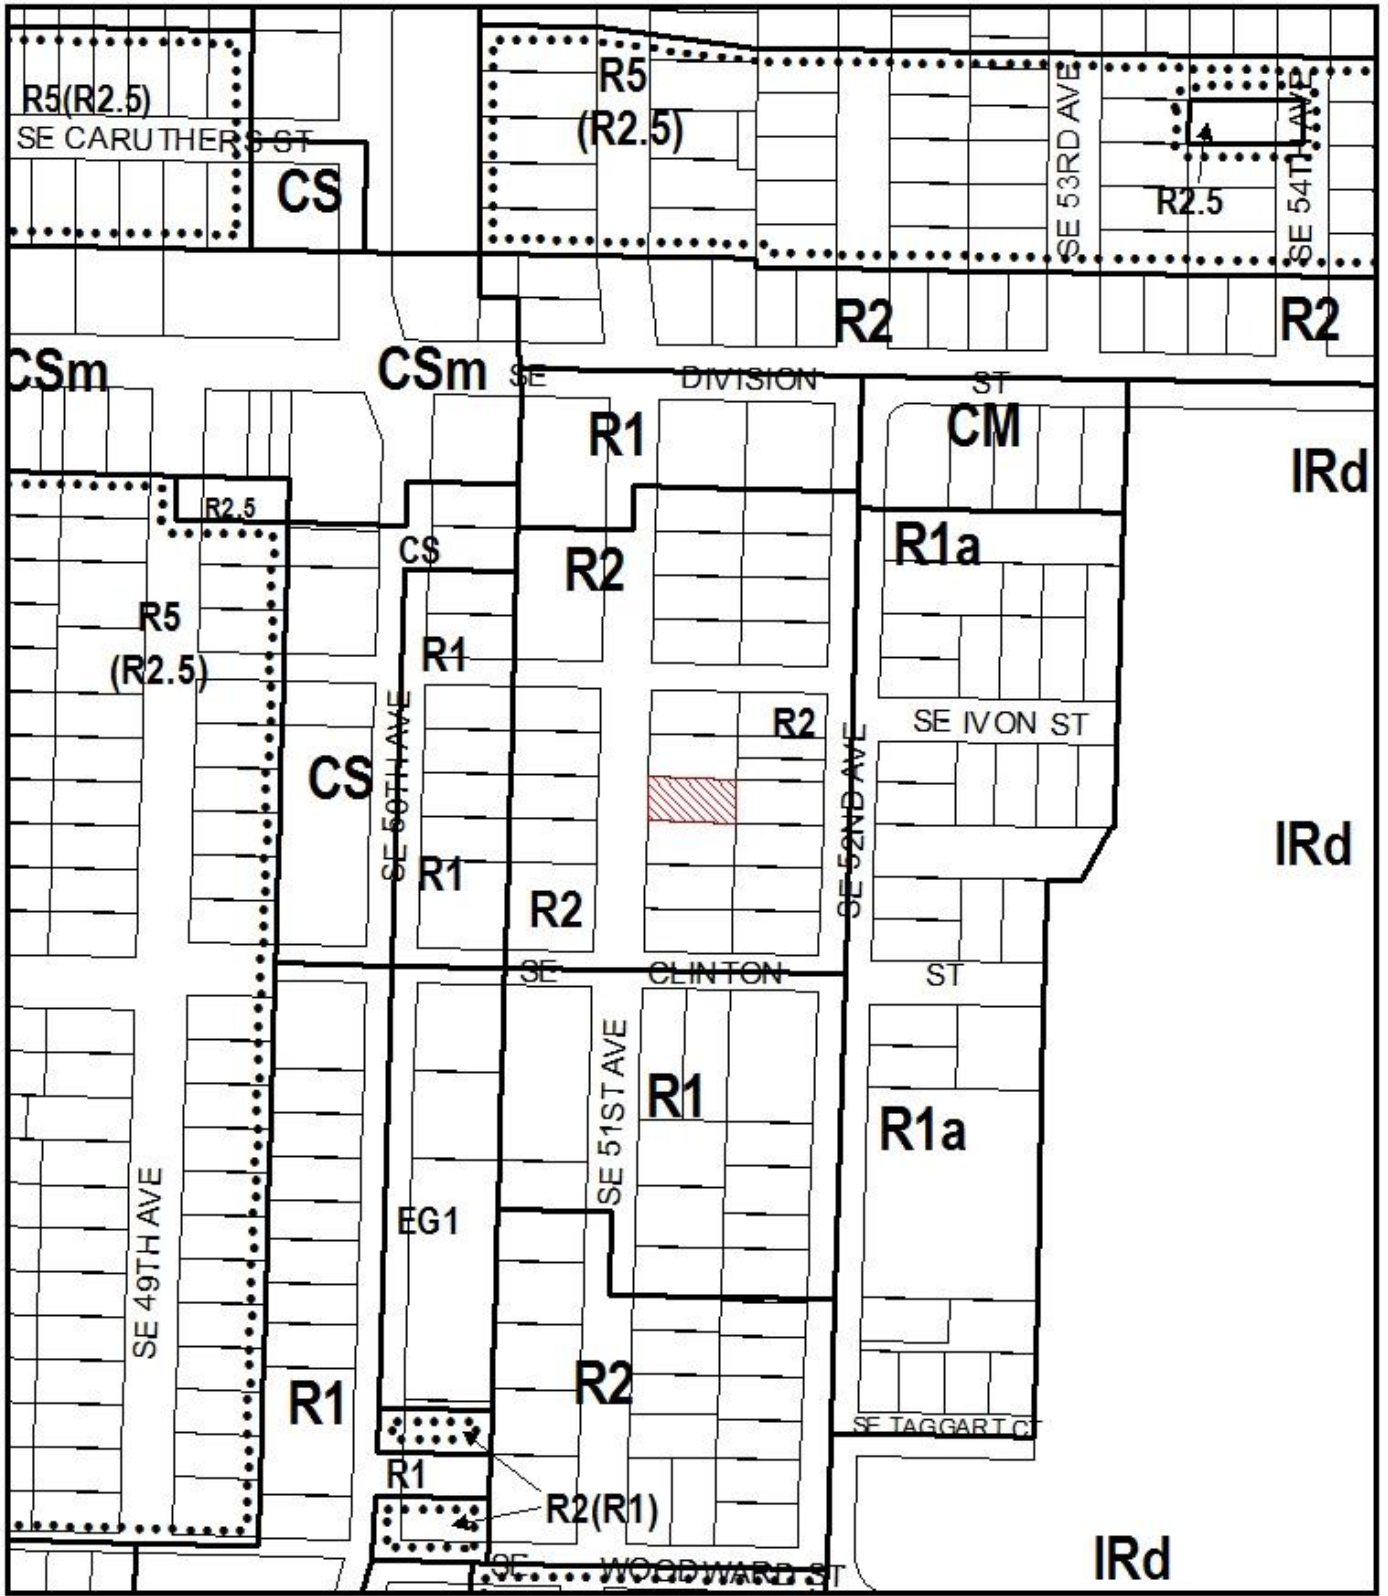 R5(R2.5)
SE CARUTHERS ST
CS
R5
(R2.5)
SE 53RD AVE
R2.5
SE 54TH AVE
R2
R2
CSm
CSm
SE DIVISION ST
R1
CM
IRd
R2.5
CS
R2
R1a
R5
(R2.5)
R1
SE IVON ST
R2
CS
SE 50TH AVE
SE 52ND AVE
IRd
R1
R2
SE CLINTON ST
SE 51ST AVE
R1
R1a
EG1
SE 49TH AVE
R1
R2
SE TAGGART CT
R1
R2(R1)
IRd
SE WOODWARD ST